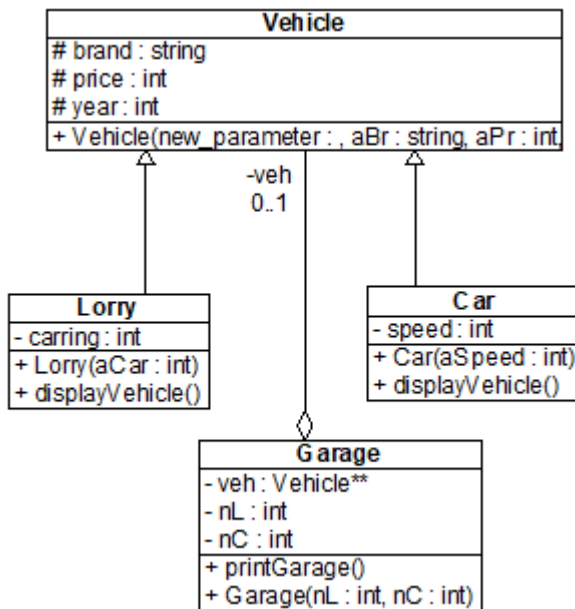 Vehicle
# brand : string
# price : int
# year : int
+ Vehicle(new_parameter : , aBr : string, aPr : int,
-veh
0..1
Lorry
- carring : int
+ Lorry(aCar : int)
+ displayVehicle()
Car
- speed : int
+ Car(aSpeed : int)
+ displayVehicle()
Garage
- veh : Vehicle**
- nL : int
- nC : int
+ printGarage()
+ Garage(nL : int, nC : int)